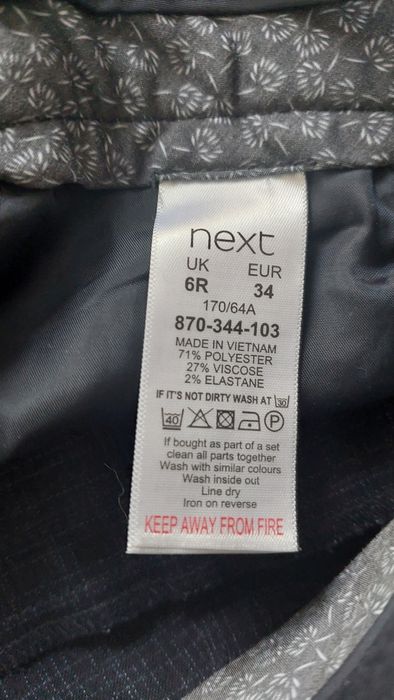 next
UK EUR
6R 34
170/64A
870-344-103
MADE IN VIETNAM
71% POLYESTER
27% VISCOSE
2% ELASTANE
IF IT'S NOT DIRTY WASH AT 30
40 P
If bought as part of a set
clean all parts together
Wash with similar colours
Wash inside out
Line dry
Iron on reverse
KEEP AWAY FROM FIRE